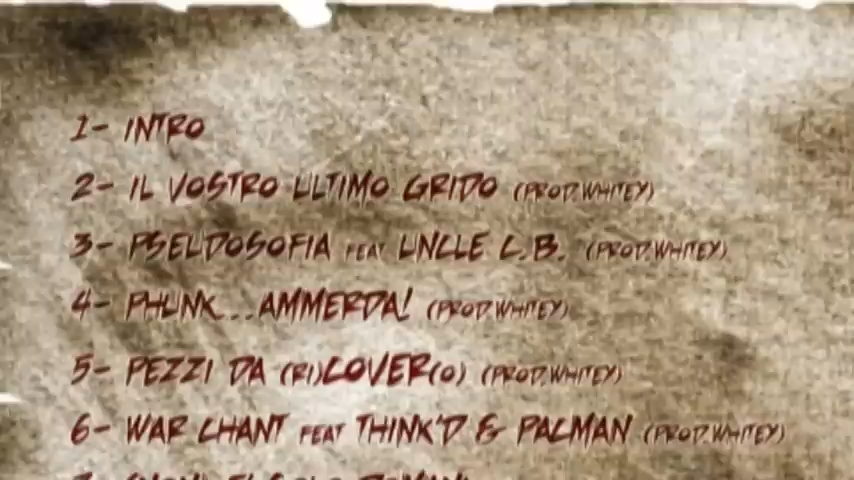 1- INTRO
2- IL VOSTRO ULTIMO GRIDO (PROD.WHITEY)
3- PSEUDOSOFIA FEAT UNCLE C.B. (PROD.WHITEY)
4- PHUNK...AMMERDA! (PROD.WHITEY)
5- PEZZI DA (RI)COVER(O) (PROD.WHITEY)
6- WAR CHANT FEAT THINK'D & PACMAN (PROD.WHITEY)